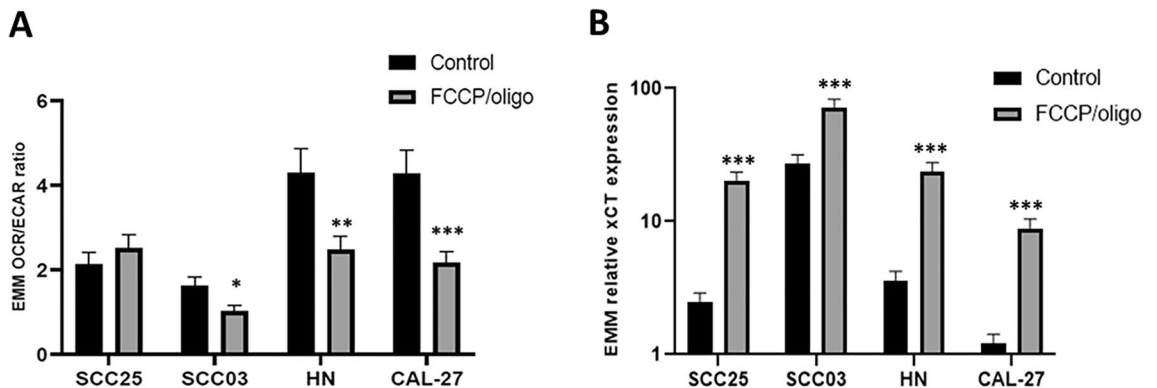 A
Control
FCCP/oligo
EMM OCR/ECAR ratio
6
4
2
0
*
**
***
SCC25 SCC03 HN CAL-27
B
Control
FCCP/oligo
EMM relative xCT expression
100
10
1
***
***
***
***
SCC25 SCC03 HN CAL-27